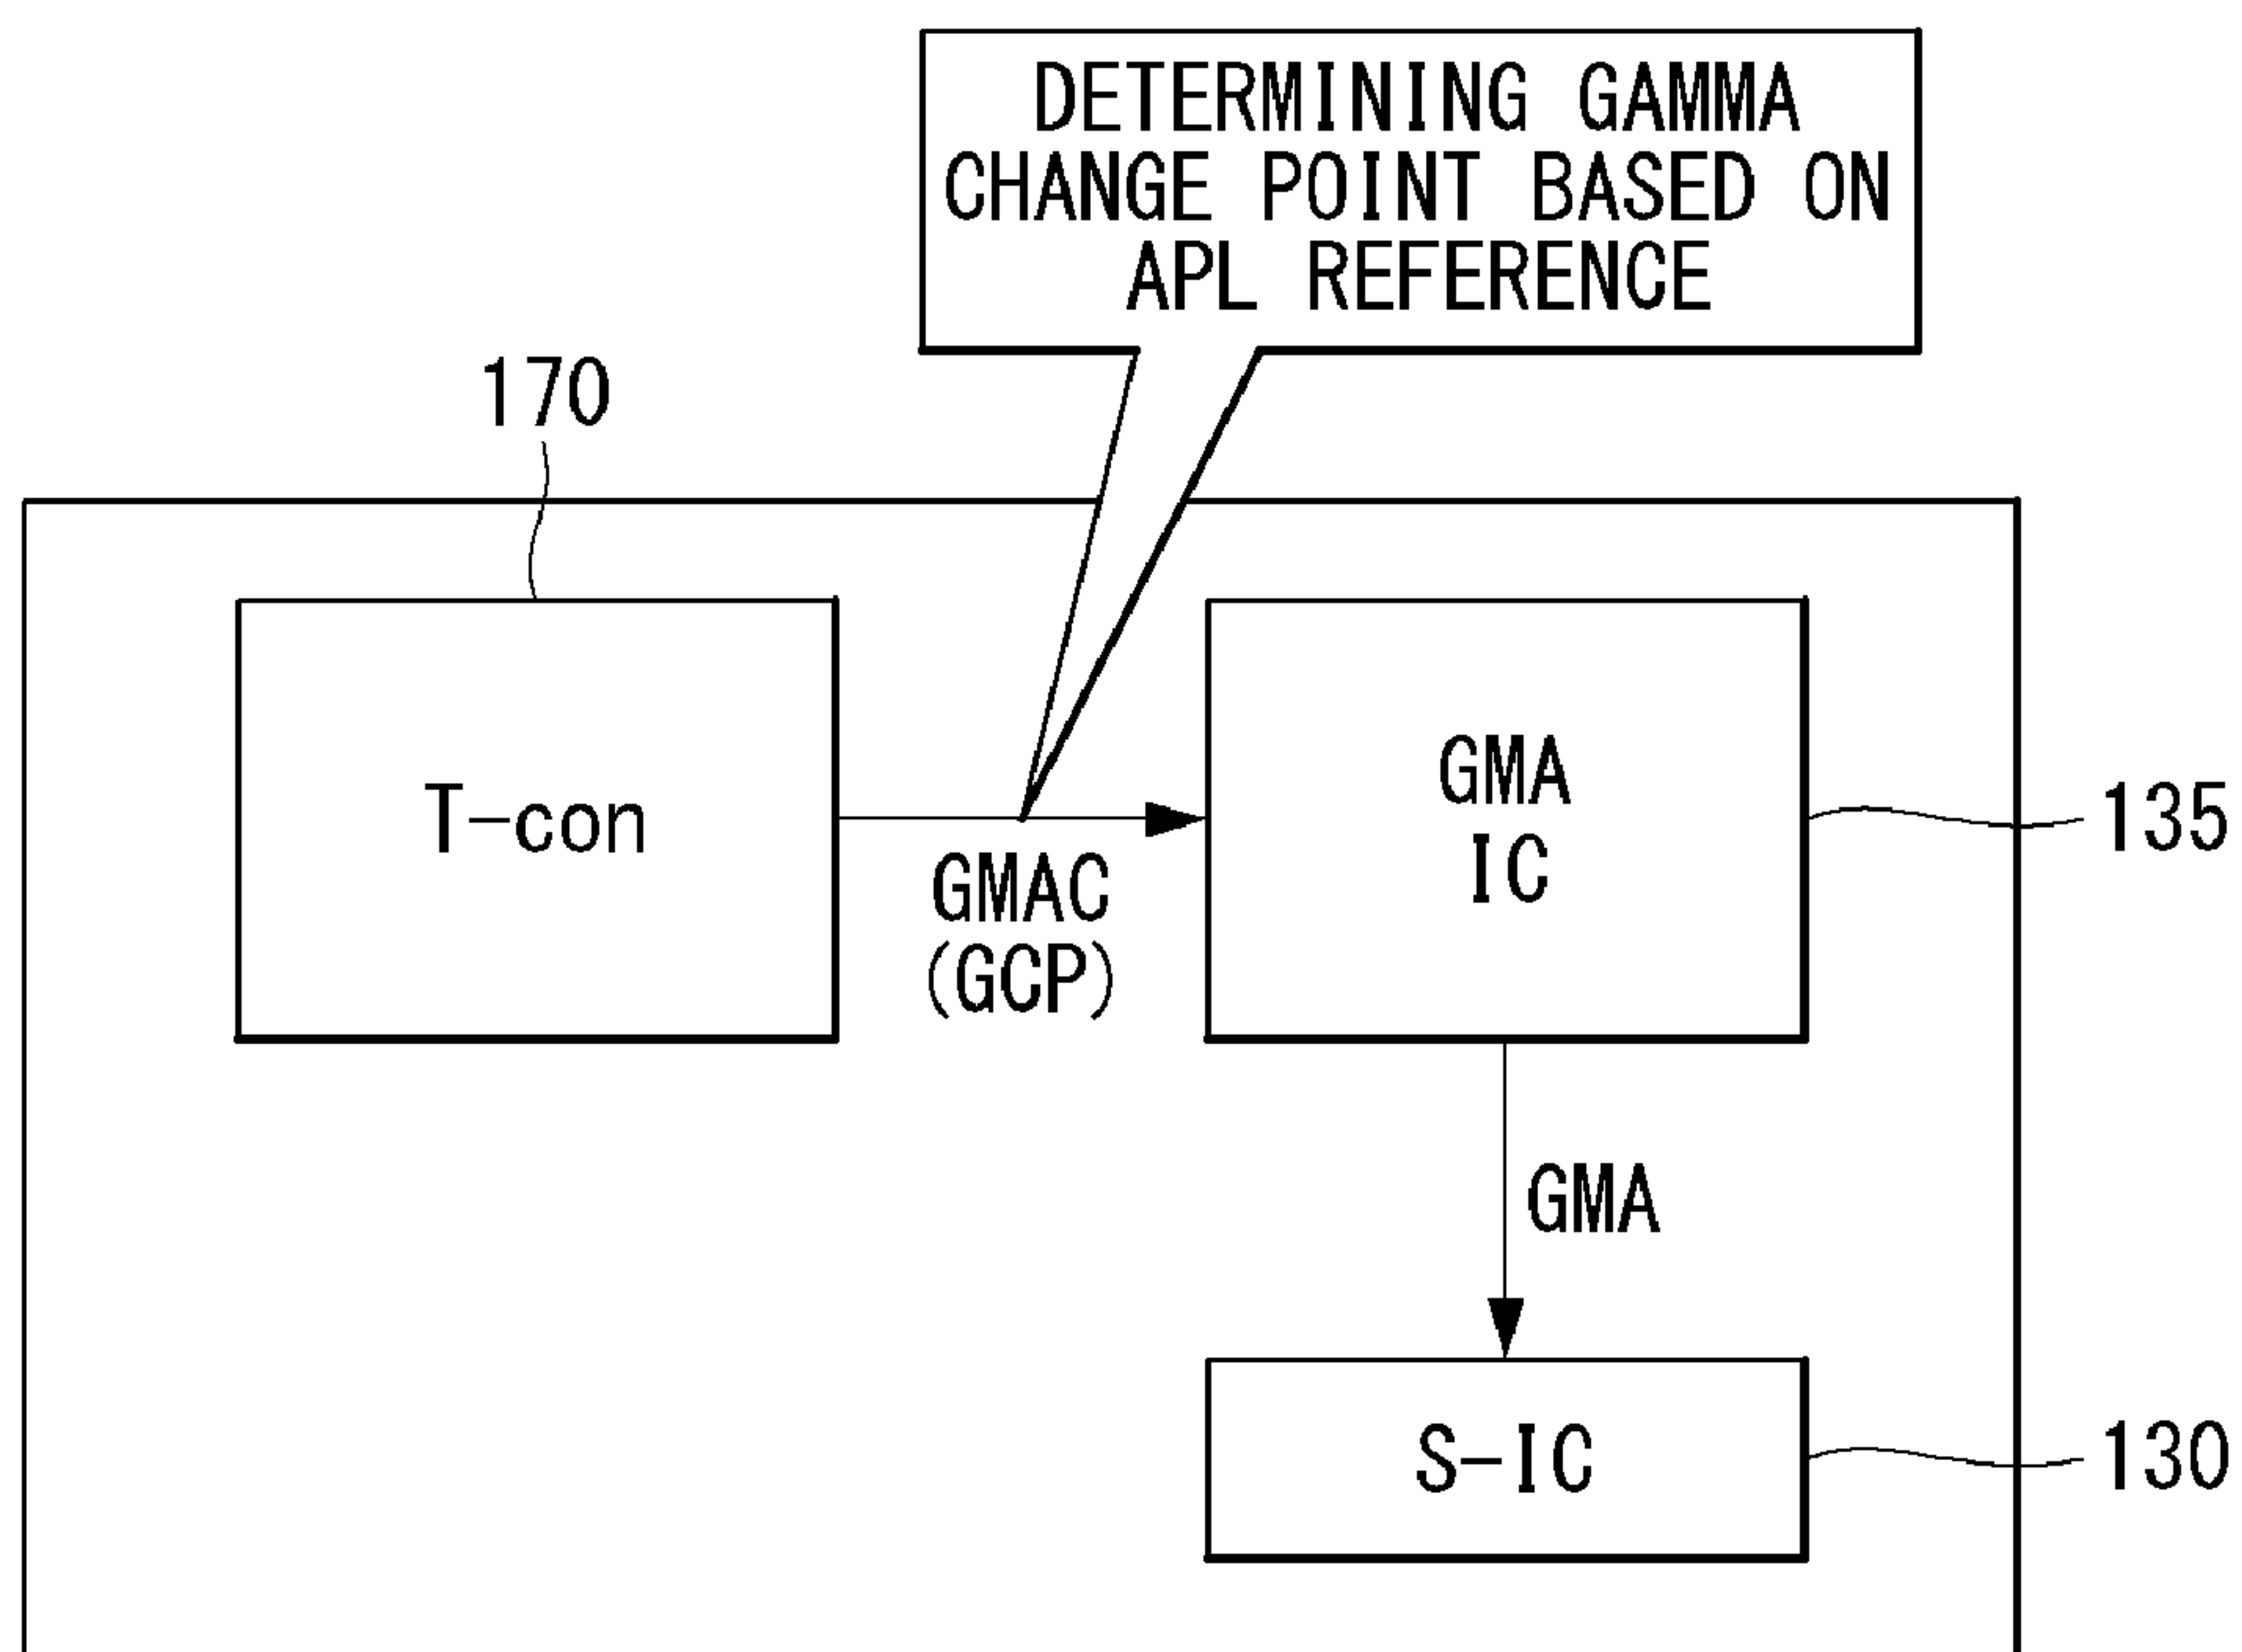 DETERMINING GAMMA
CHANGE POINT BASED ON
APL REFERENCE
170
T-con
GMAC
(GCP)
GMA
IC
135
GMA
S-IC
130